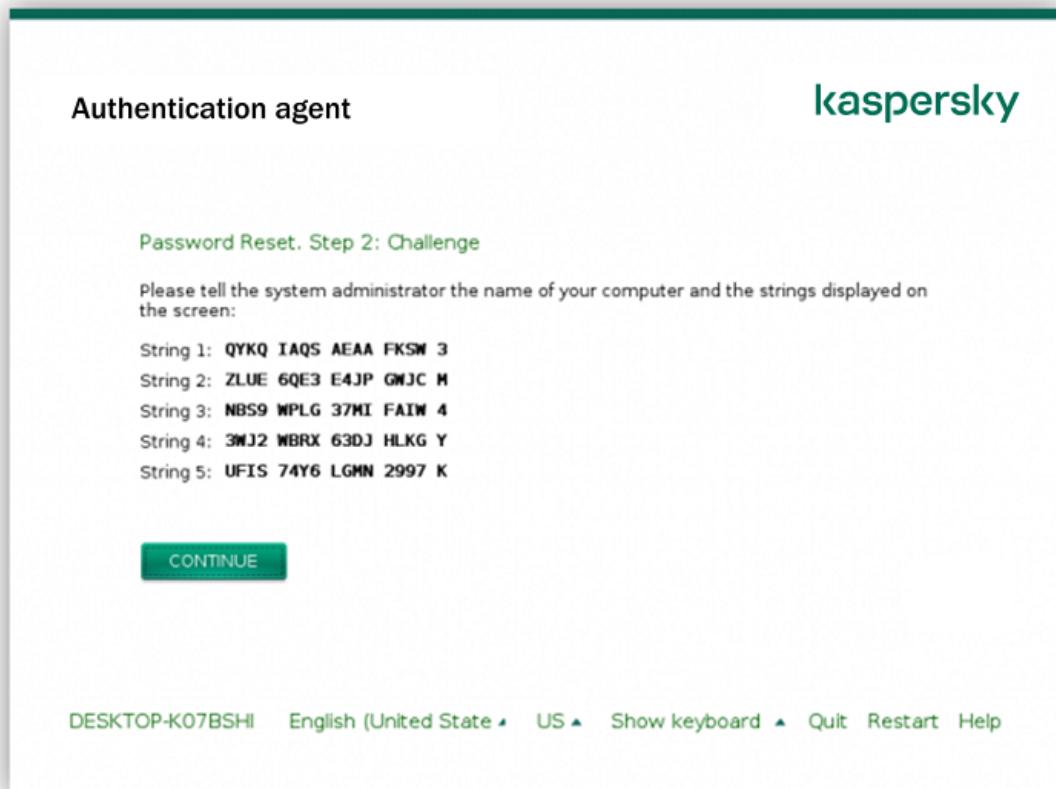 Authentication agent
kaspersky
Password Reset. Step 2: Challenge
Please tell the system administrator the name of your computer and the strings displayed on
the screen:
String 1: QYKQ IAQS AEAA FKSW 3
String 2: ZLUE 6QE3 E4JP GWJC M
String 3: NBS9 WPLG 37MI FAIW 4
String 4: 3WJ2 WBRX 63DJ HLKG Y
String 5: UFIS 74Y6 LGMN 2997 K
CONTINUE
DESKTOP-K07BSHI English (United State US Show keyboard Quit Restart Help